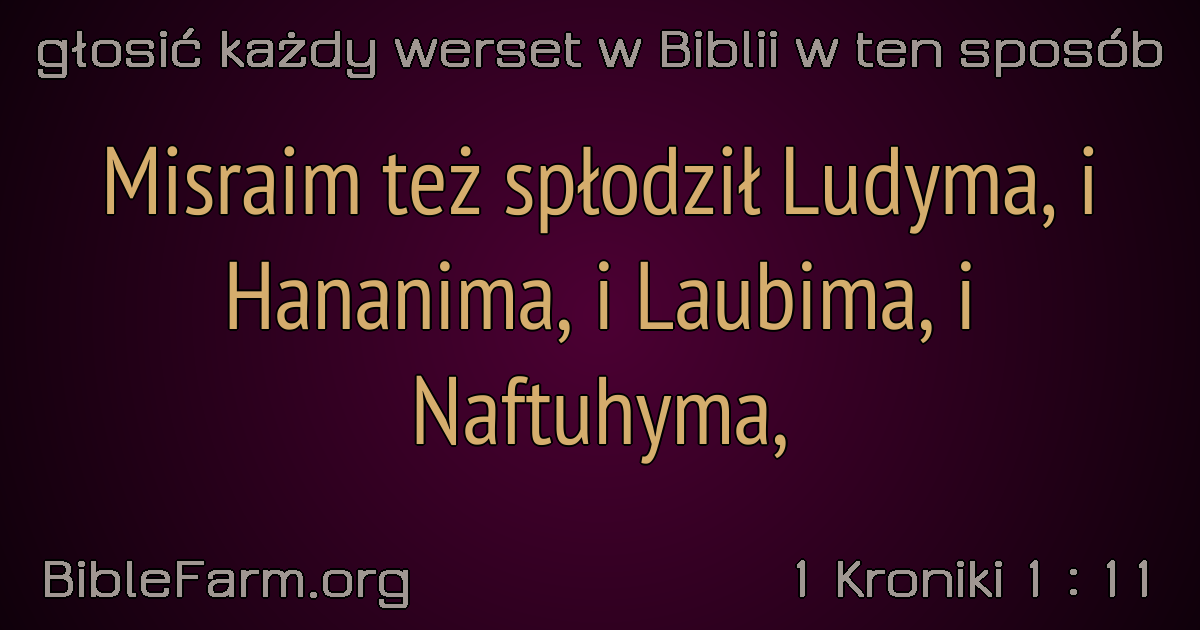 głosić każdy werset w Biblii w ten sposób
Misraim też spłodził Ludyma, i
Hananima, i Laubima, i
Naftuhyma,
BibleFarm.org
1 Kroniki 1 : 11